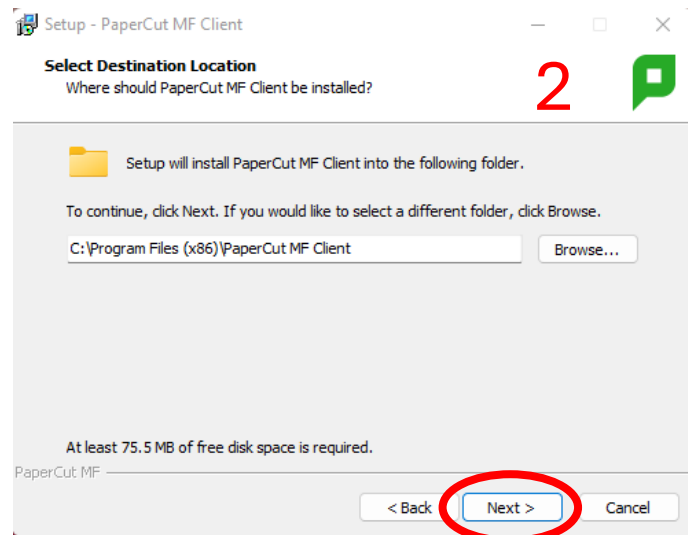 Setup - PaperCut MF Client
Select Destination Location
Where should PaperCut MF Client be installed?
2
Setup will install PaperCut MF Client into the following folder.
To continue, click Next. If you would like to select a different folder, click Browse.
C:\Program Files (x86)\PaperCut MF Client
Browse...
At least 75.5 MB of free disk space is required.
PaperCut MF
< Back Next > Cancel